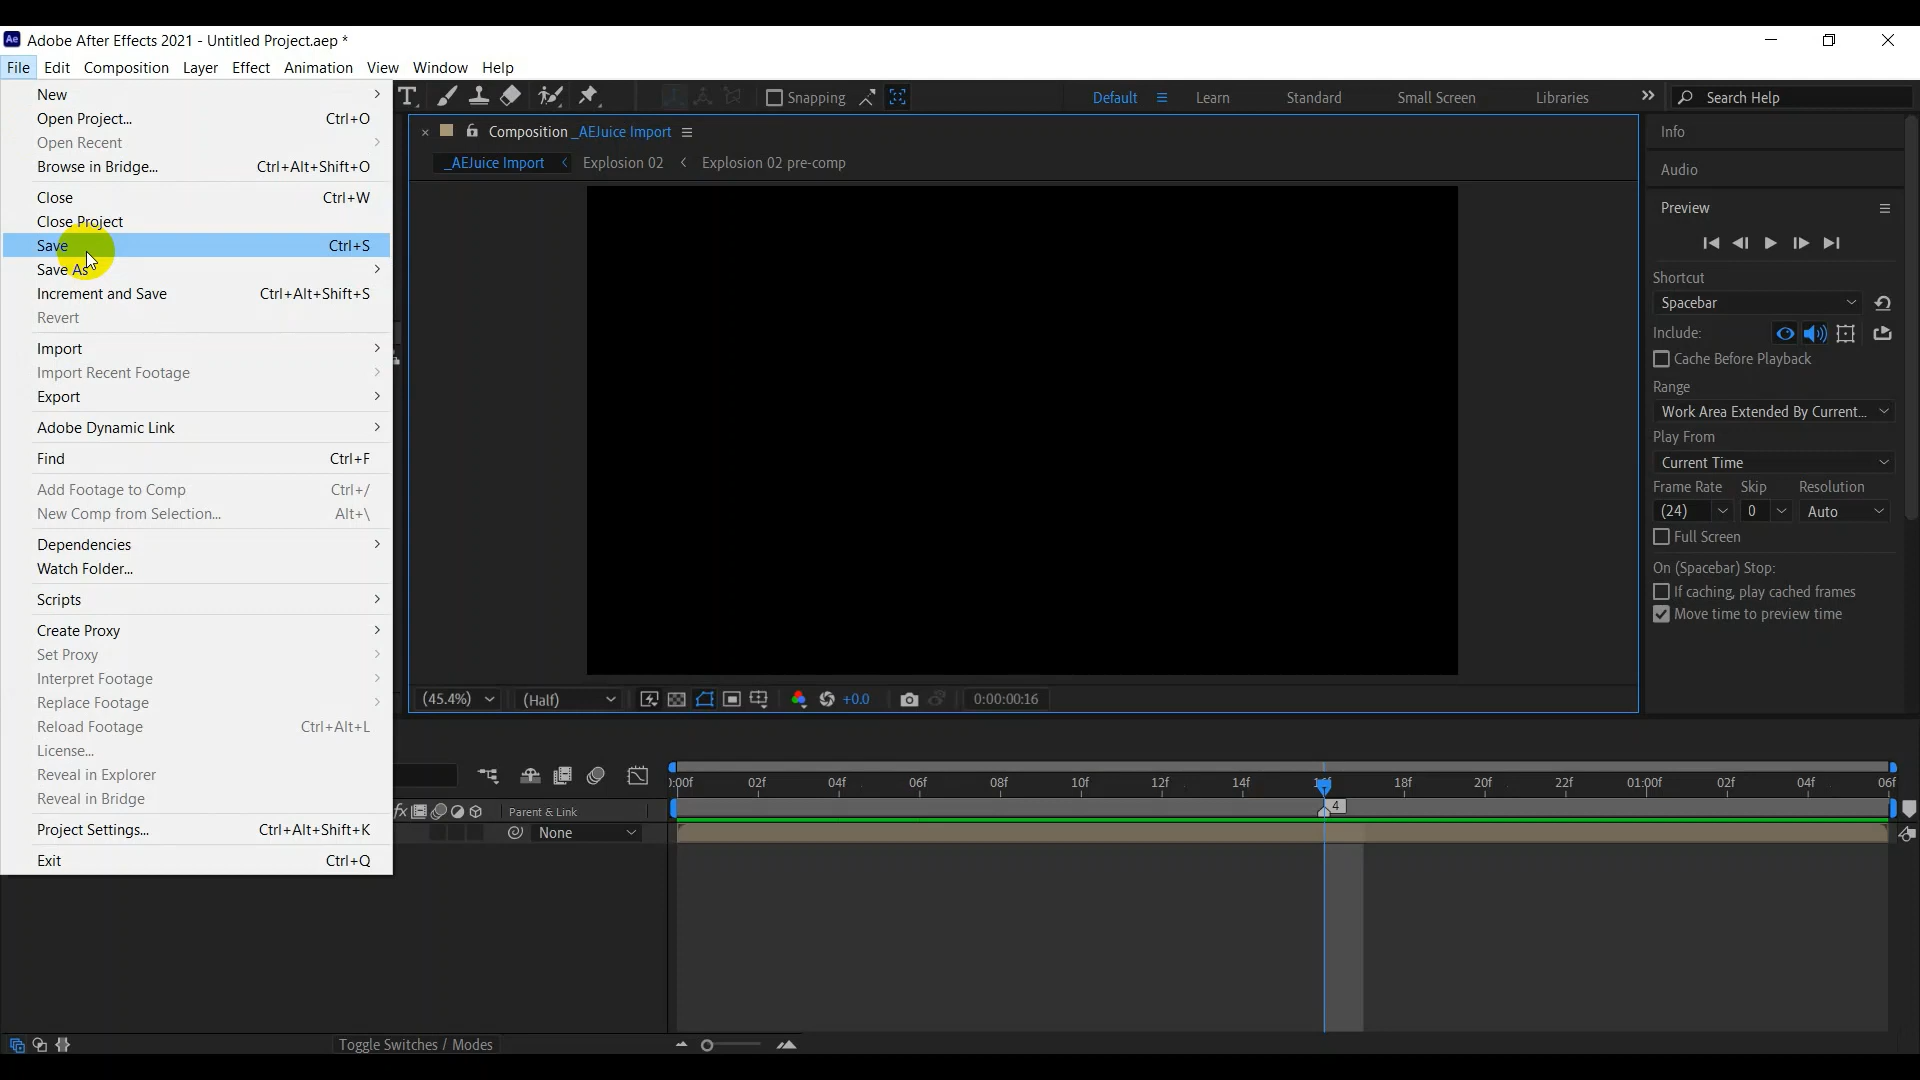 Ae Adobe After Effects 2021 - Untitled Project.aep *
File Edit Composition Layer Effect Animation View Window Help
New
Open Project... Ctrl+O
Open Recent
Browse in Bridge... Ctrl+Alt+Shift+O
Close Ctrl+W
Close Project
Save Ctrl+S
Save As
Increment and Save Ctrl+Alt+Shift+S
Revert
Import
Import Recent Footage
Export
Adobe Dynamic Link
Find Ctrl+F
Add Footage to Comp Ctrl+/
New Comp from Selection... Alt+\
Dependencies
Watch Folder...
Scripts
Create Proxy
Set Proxy
Interpret Footage
Replace Footage
Reload Footage Ctrl+Alt+L
License...
Reveal in Explorer
Reveal in Bridge
Project Settings... Ctrl+Alt+Shift+K
Exit Ctrl+Q
Snapping Default Learn Standard Small Screen Libraries Search Help
Composition _AEJuice Import
_AEJuice Import Explosion 02 Explosion 02 pre-comp
(45.4%) (Half) +0.0 0:00:00:16
Info
Audio
Preview
Shortcut
Spacebar
Include:
Cache Before Playback
Range
Work Area Extended By Current...
Play From
Current Time
Frame Rate Skip Resolution
(24) 0 Auto
Full Screen
On (Spacebar) Stop:
If caching, play cached frames
Move time to preview time
):00f 02f 04f 06f 08f 10f 12f 14f 18f 20f 22f 01:00f 02f 04f 06f
4
fx Parent & Link
None
Toggle Switches / Modes